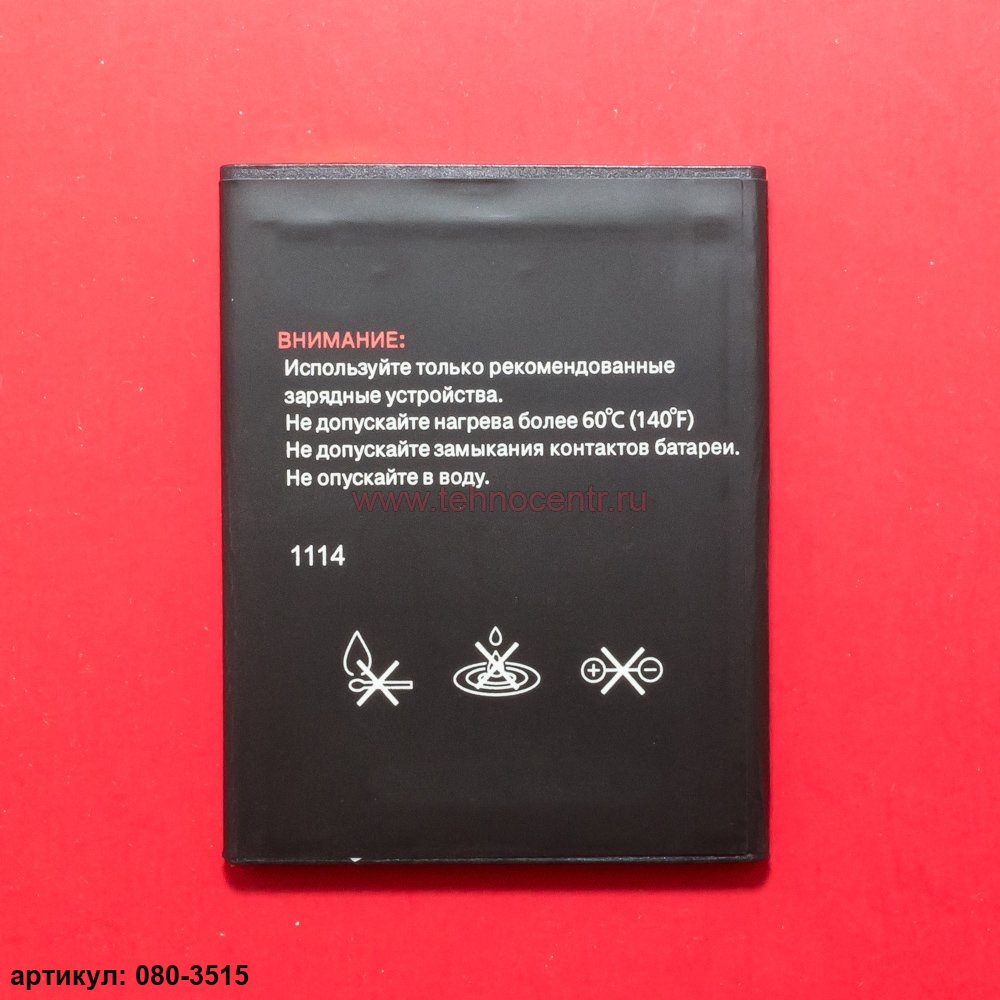 ВНИМАНИЕ:
Используйте только рекомендованные
зарядные устройства.
Не допускайте нагрева более 60°C (140°F)
Не допускайте замыкания контактов батареи.
Не опускайте в воду.
www.tehnocentr.ru
1114
артикул: 080-3515